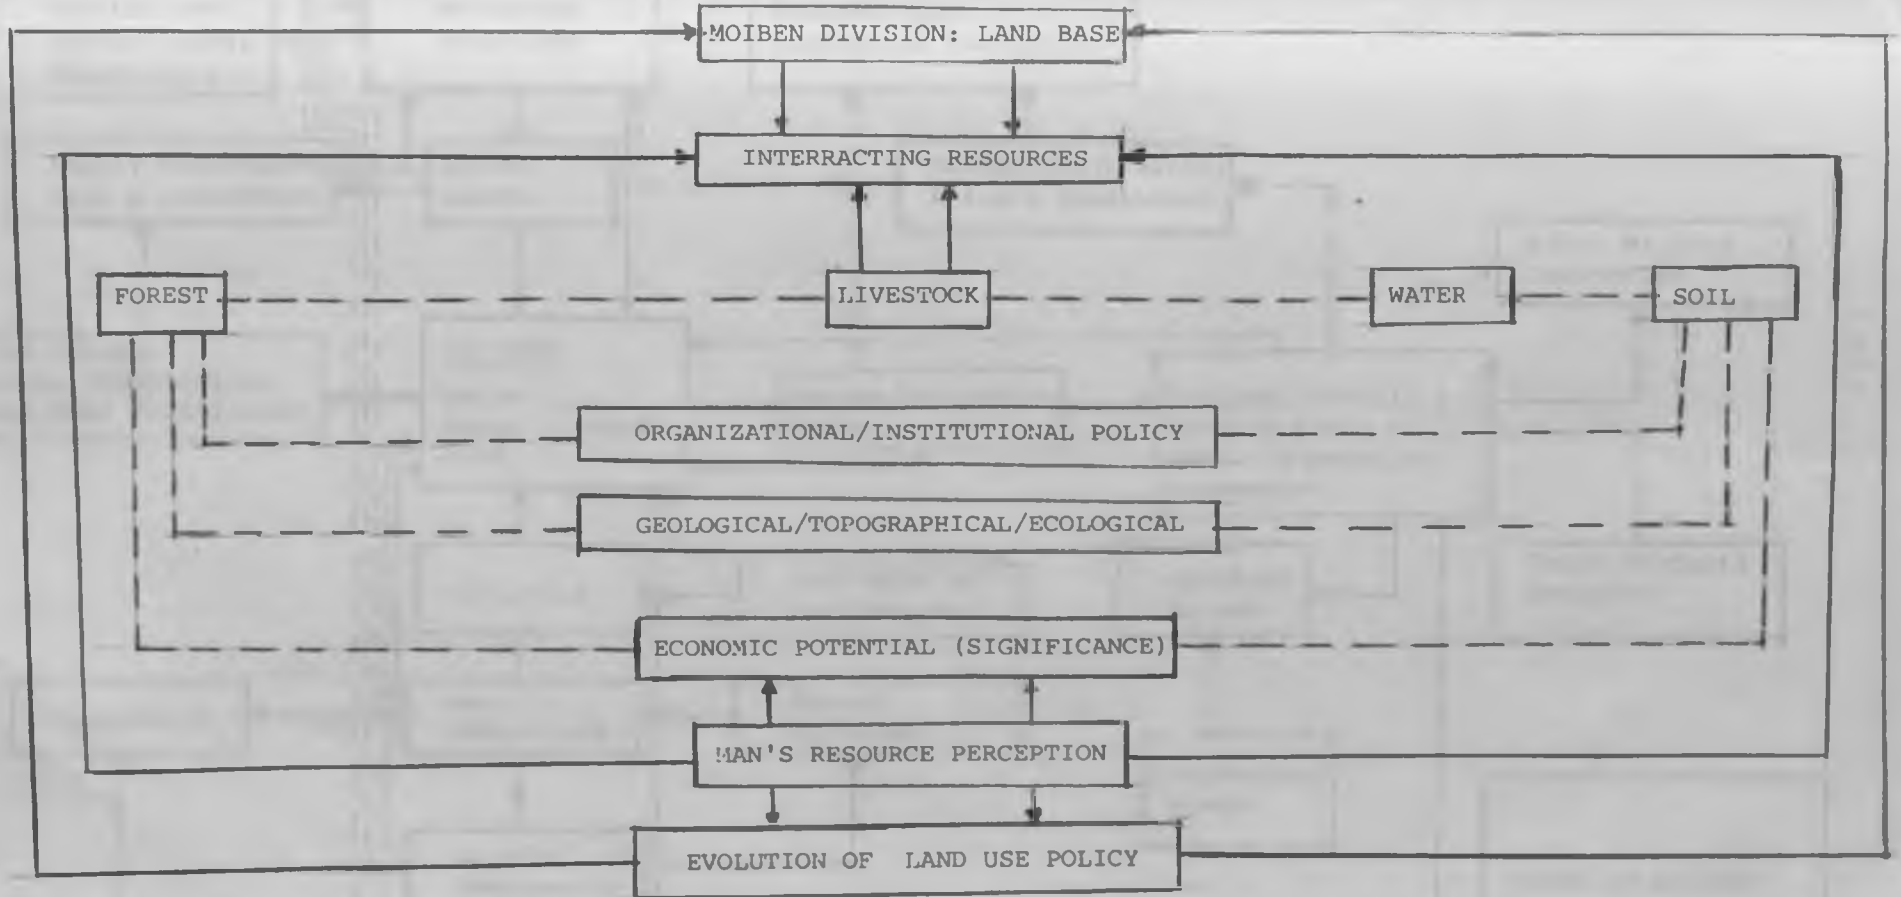 MOIBEN DIVISION: LAND BASE
INTERRACTING RESOURCES
FOREST
LIVESTOCK
WATER
SOIL
ORGANIZATIONAL/INSTITUTIONAL POLICY
GEOLOGICAL/TOPOGRAPHICAL/ECOLOGICAL
ECONOMIC POTENTIAL (SIGNIFICANCE)
MAN'S RESOURCE PERCEPTION
EVOLUTION OF LAND USE POLICY